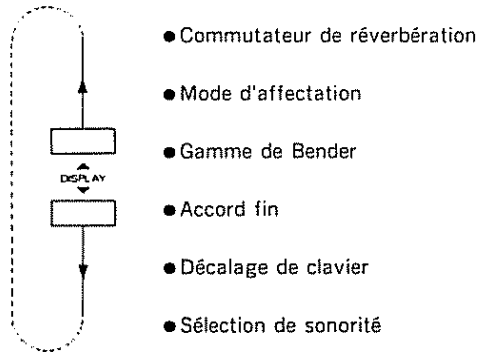 ● Commutateur de réverbération
● Mode d'affectation
● Gamme de Bender
DISPLAY
● Accord fin
● Décalage de clavier
● Sélection de sonorité